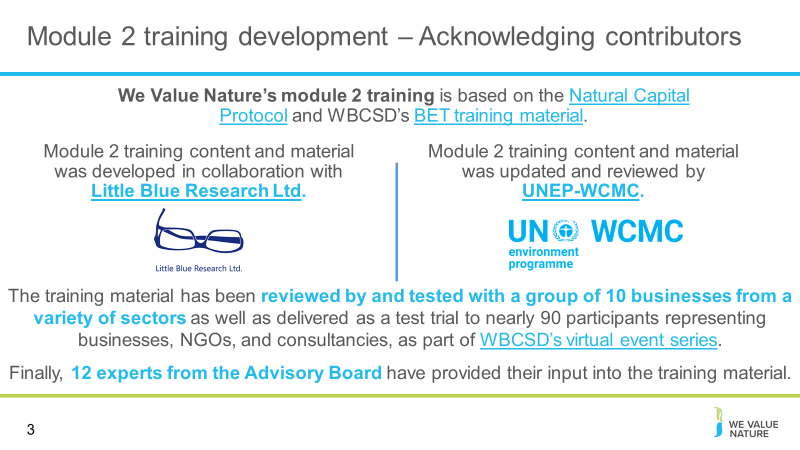 Module 2 training development – Acknowledging contributors
We Value Nature's module 2 training is based on the Natural Capital
Protocol and WBCSD's BET training material.
Module 2 training content and material
was developed in collaboration with
Little Blue Research Ltd.
Little Blue Research Ltd.
Module 2 training content and material
was updated and reviewed by
UNEP-WCMC.
UN WCMC
environment
programme
The training material has been reviewed by and tested with a group of 10 businesses from a
variety of sectors as well as delivered as a test trial to nearly 90 participants representing
businesses, NGOs, and consultancies, as part of WBCSD's virtual event series.
Finally, 12 experts from the Advisory Board have provided their input into the training material.
3
WE VALUE
NATURE